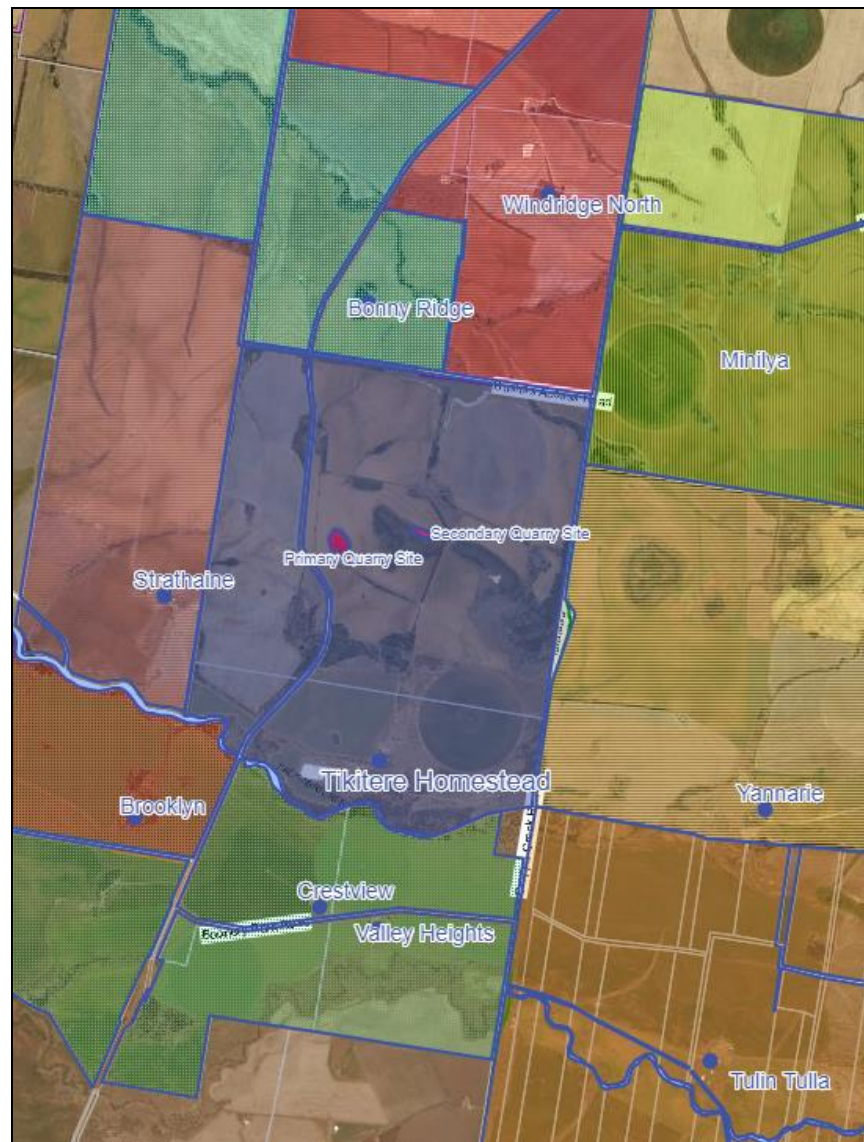 Windridge North
Bonny Ridge
Minilya
Secondary Quarry Site
Primary Quarry Site
Strathaine
Tikitere Homestead
Yannarie
Brooklyn
Crestview
Valley Heights
Tulin Tulla